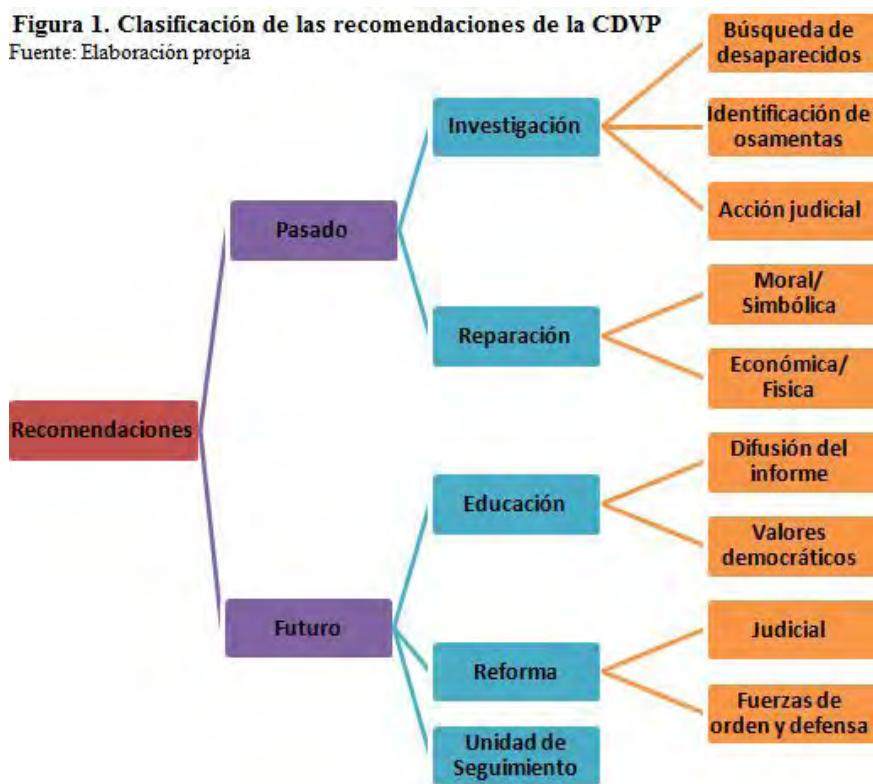 Figura 1. Clasificación de las recomendaciones de la CDVP
Fuente: Elaboración propia
Búsqueda de
desaparecidos
Investigación
Identificación de
osamentas
Acción judicial
Pasado
Moral/
Simbólica
Reparación
Económica/
Fisica
Recomendaciones
Difusión del
informe
Educación
Valores
democráticos
Futuro
Judicial
Reforma
Fuerzas de
orden y defensa
Unidad de
Seguimiento